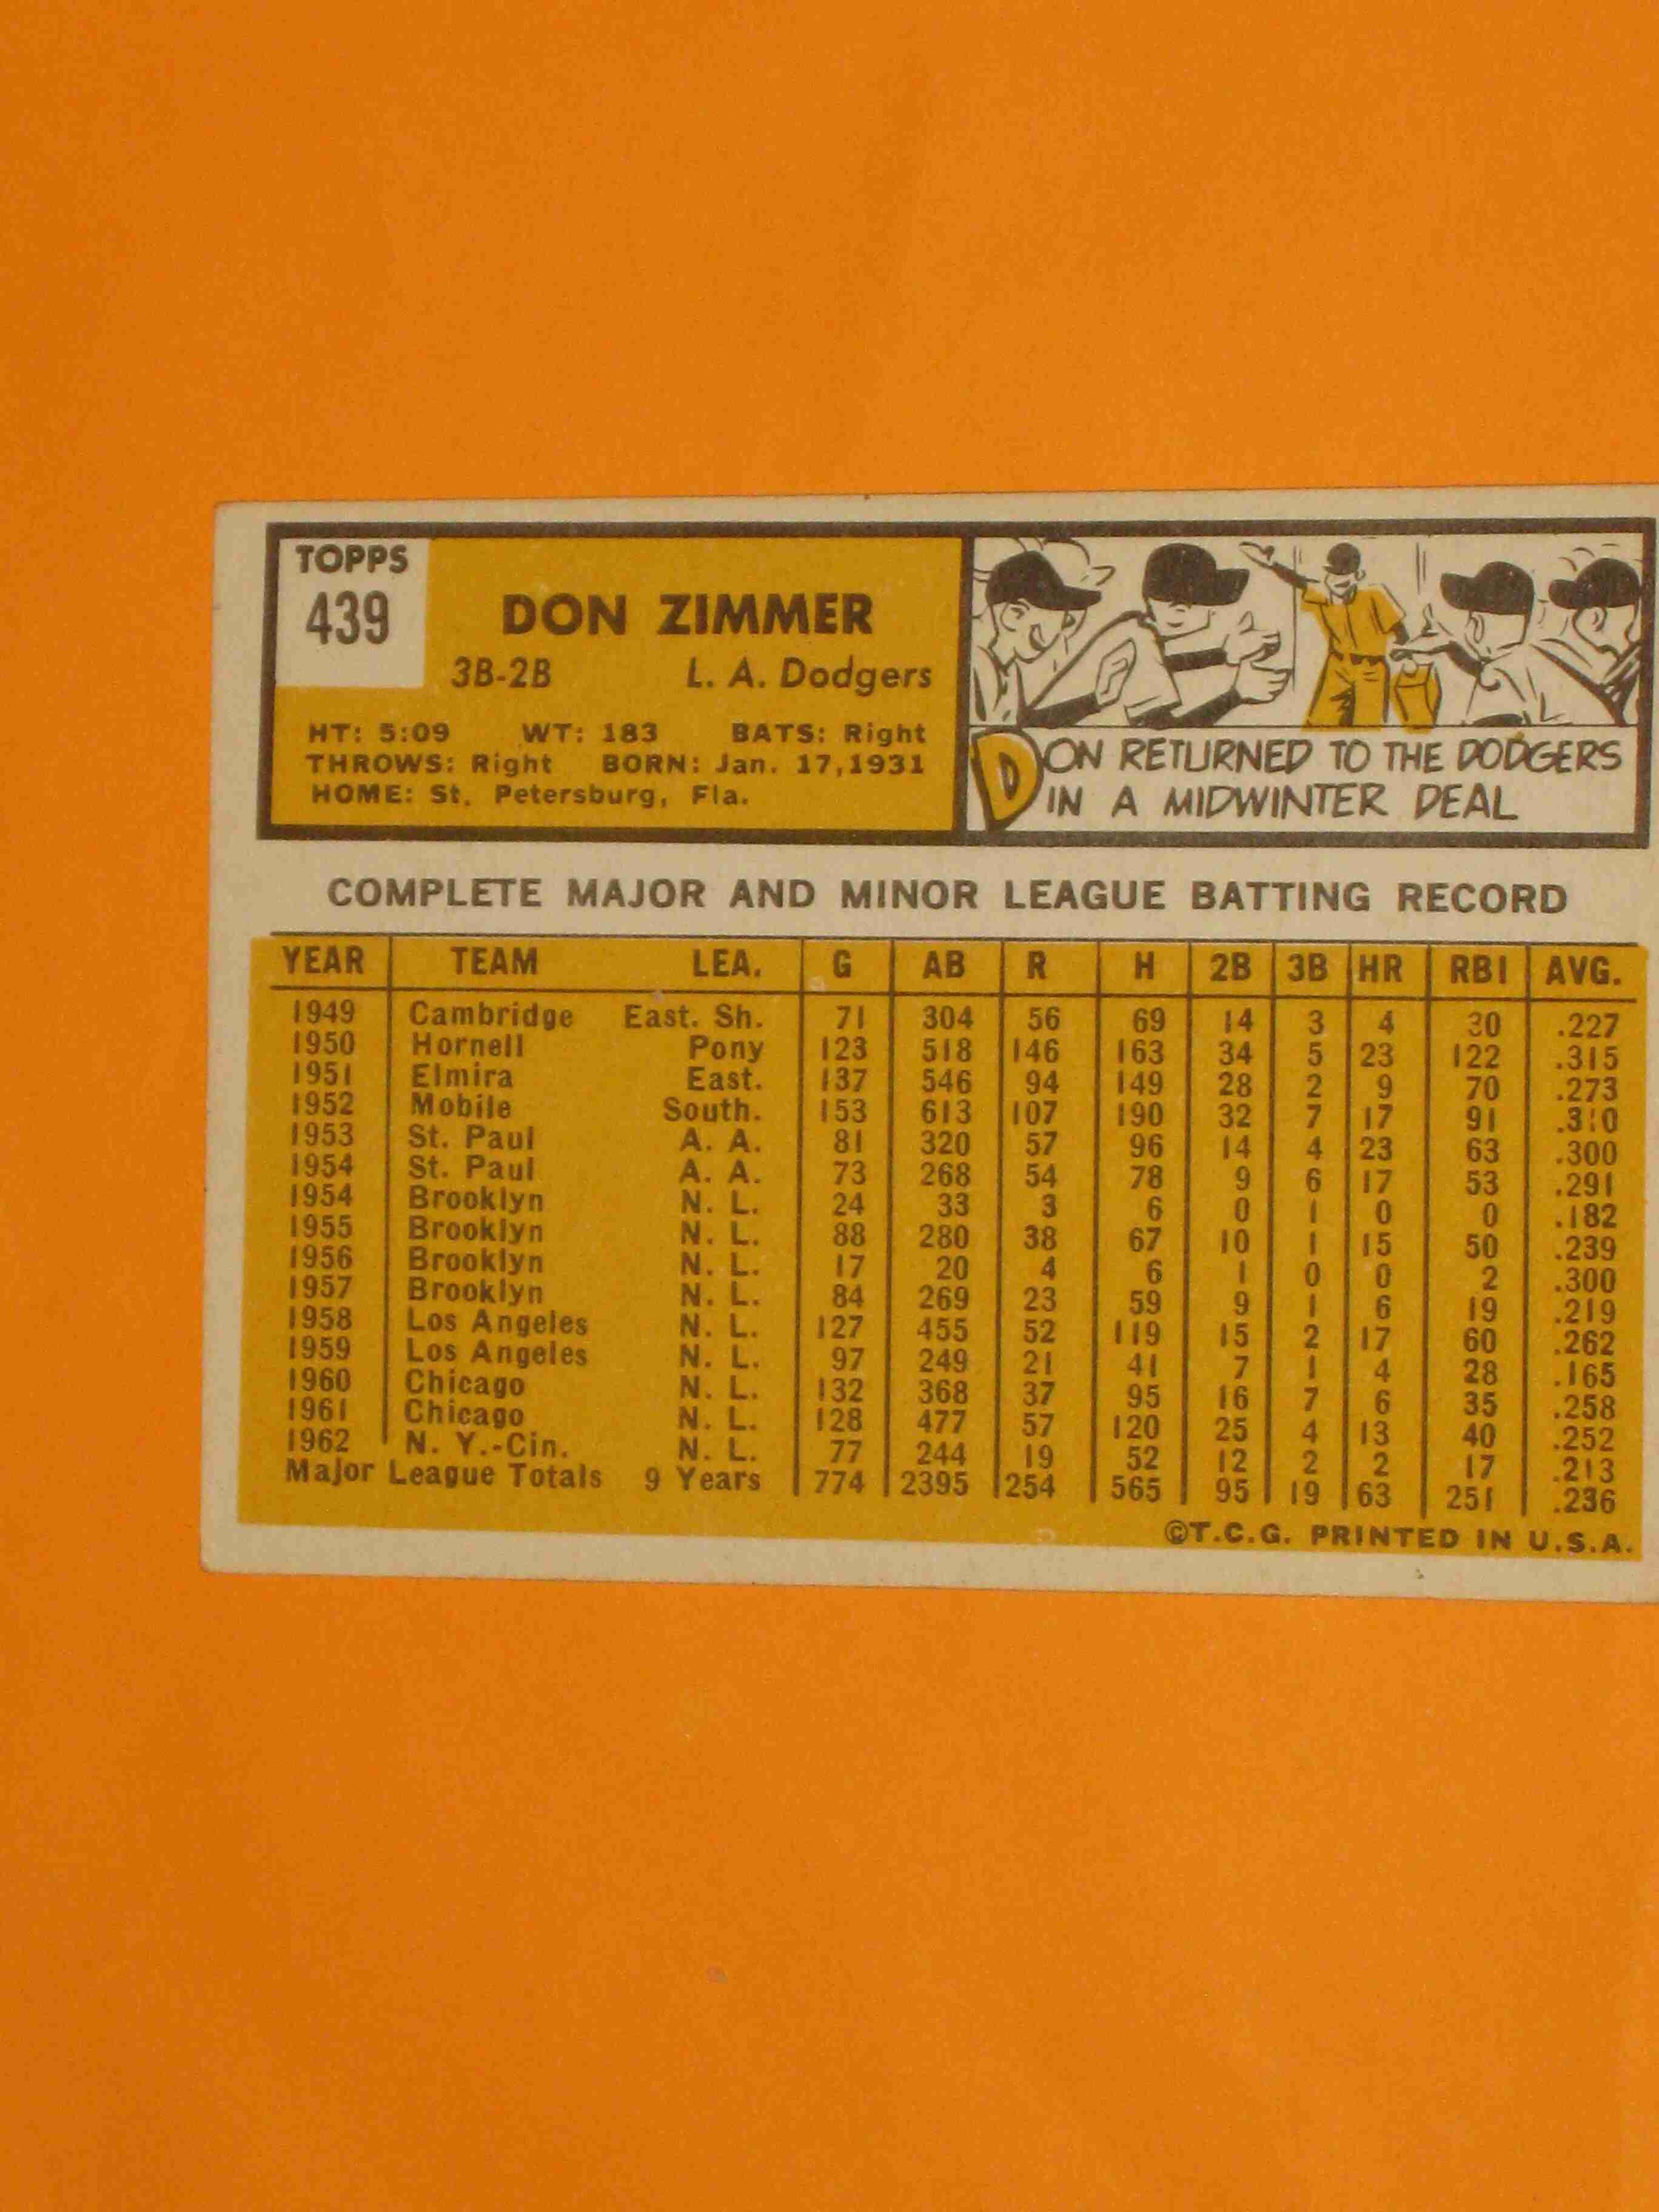 TOPPS
439
DON ZIMMER
3B-2B L. A. Dodgers
HT: 5:09 WT: 183 BATS: Right
THROWS: Right BORN: Jan. 17, 1931
HOME: St. Petersburg, Fla.
DON RETURNED TO THE DODGERS
IN A MIDWINTER DEAL
COMPLETE MAJOR AND MINOR LEAGUE BATTING RECORD
YEAR TEAM LEA. G AB R H 2B 3B HR RBI AVG.
1949 Cambridge East. Sh. 71 304 56 69 14 3 4 30 .227
1950 Hornell Pony 123 518 146 163 34 5 23 122 .315
1951 Elmira East. 137 546 94 149 28 2 9 70 .273
1952 Mobile South. 153 613 107 190 32 7 17 91 .310
1953 St. Paul A. A. 81 320 57 96 14 4 23 63 .300
1954 St. Paul A. A. 73 268 54 78 9 6 17 53 .291
1954 Brooklyn N. L. 24 33 3 6 0 1 0 0 .182
1955 Brooklyn N. L. 88 280 38 67 10 1 15 50 .239
1956 Brooklyn N. L. 17 20 4 6 1 0 0 2 .300
1957 Brooklyn N. L. 84 269 23 59 9 1 6 19 .219
1958 Los Angeles N. L. 127 455 52 119 15 2 17 60 .262
1959 Los Angeles N. L. 97 249 21 41 7 1 4 28 .165
1960 Chicago N. L. 132 368 37 95 16 7 6 35 .258
1961 Chicago N. L. 128 477 57 120 25 4 13 40 .252
1962 N. Y.-Cin. N. L. 77 244 19 52 12 2 2 17 .213
Major League Totals 9 Years 774 2395 254 565 95 19 63 251 .236
©T.C.G. PRINTED IN U.S.A.